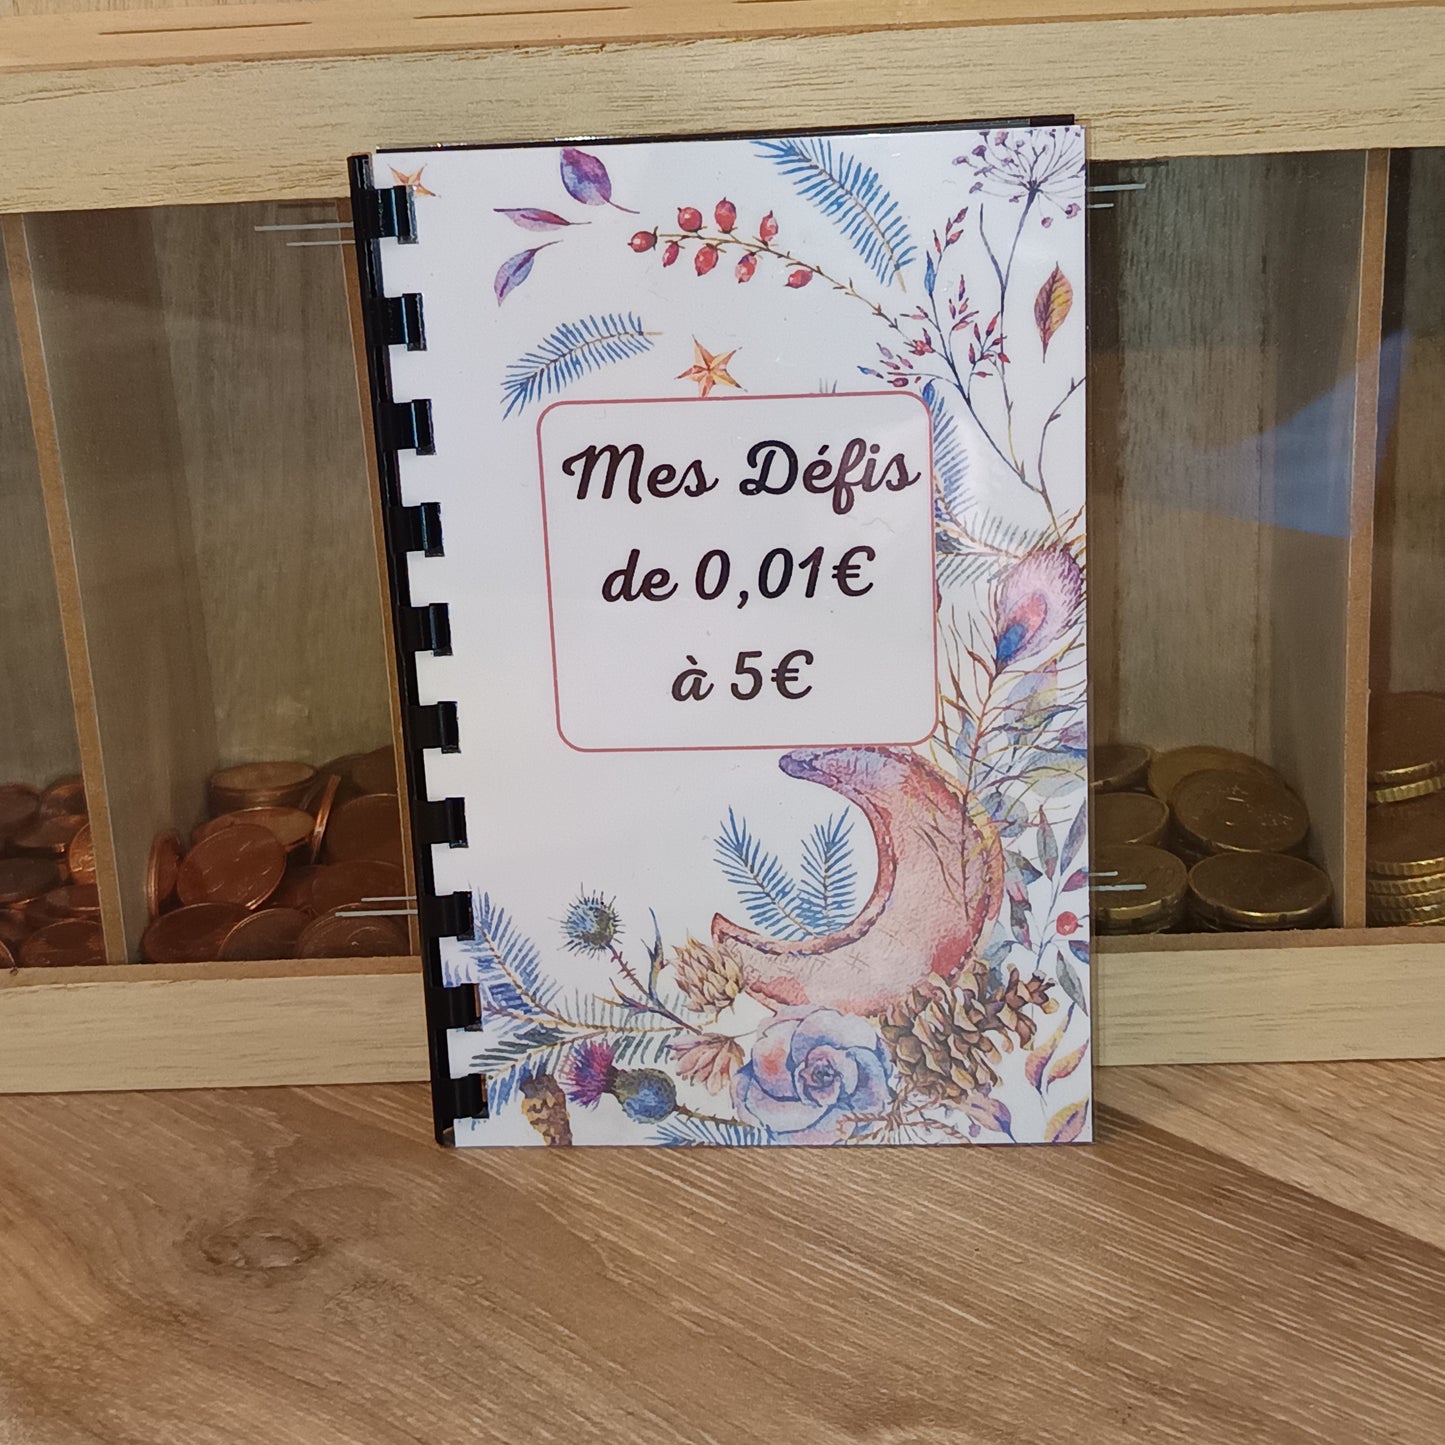 Mes Défis
de 0,01€
à 5€